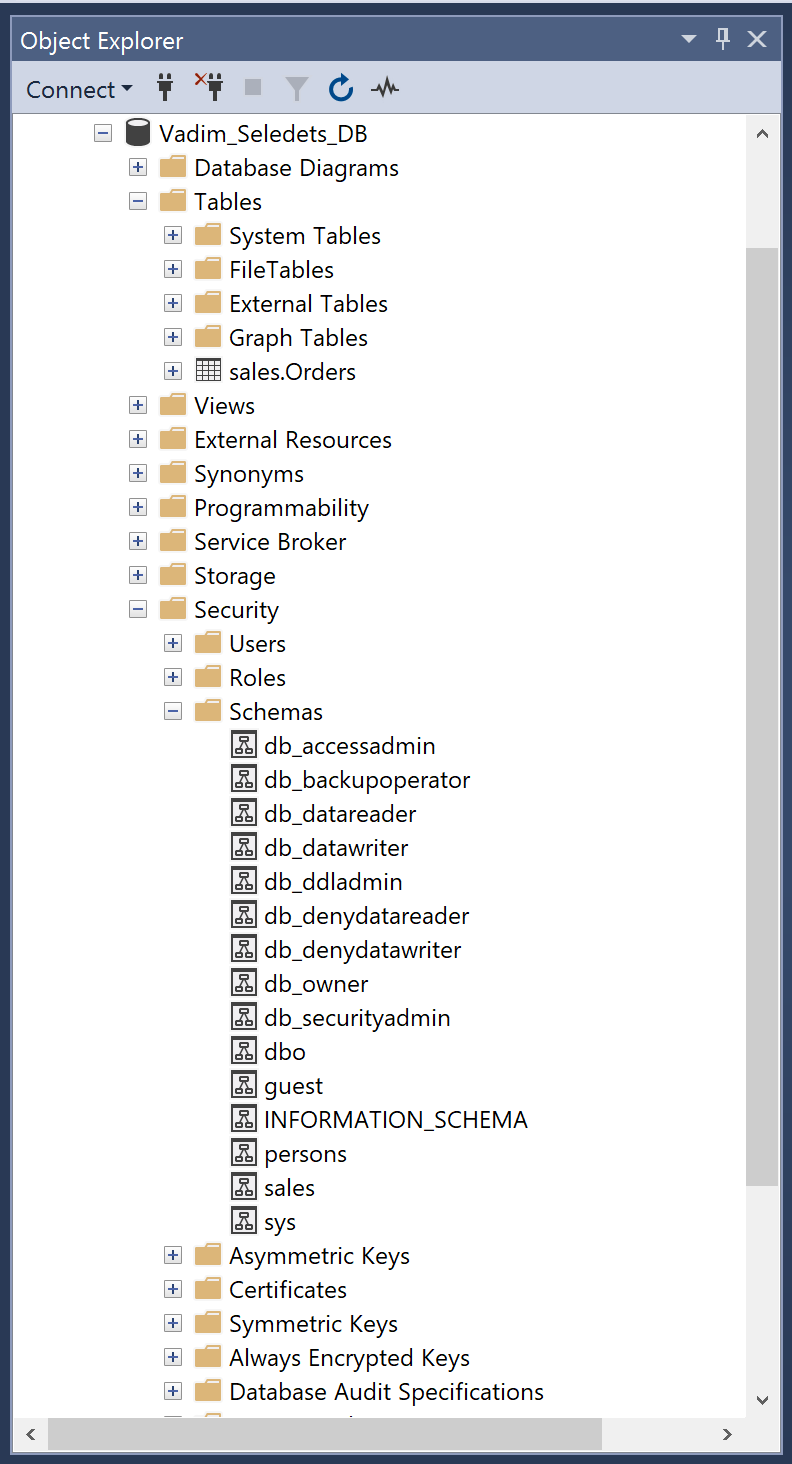 Object Explorer
Connect
Vadim_Seledets_DB
Database Diagrams
Tables
System Tables
FileTables
External Tables
Graph Tables
sales.Orders
Views
External Resources
Synonyms
Programmability
Service Broker
Storage
Security
Users
Roles
Schemas
db_accessadmin
db_backupoperator
db_datareader
db_datawriter
db_ddladmin
db_denydatareader
db_denydatawriter
db_owner
db_securityadmin
dbo
guest
INFORMATION_SCHEMA
persons
sales
sys
Asymmetric Keys
Certificates
Symmetric Keys
Always Encrypted Keys
Database Audit Specifications